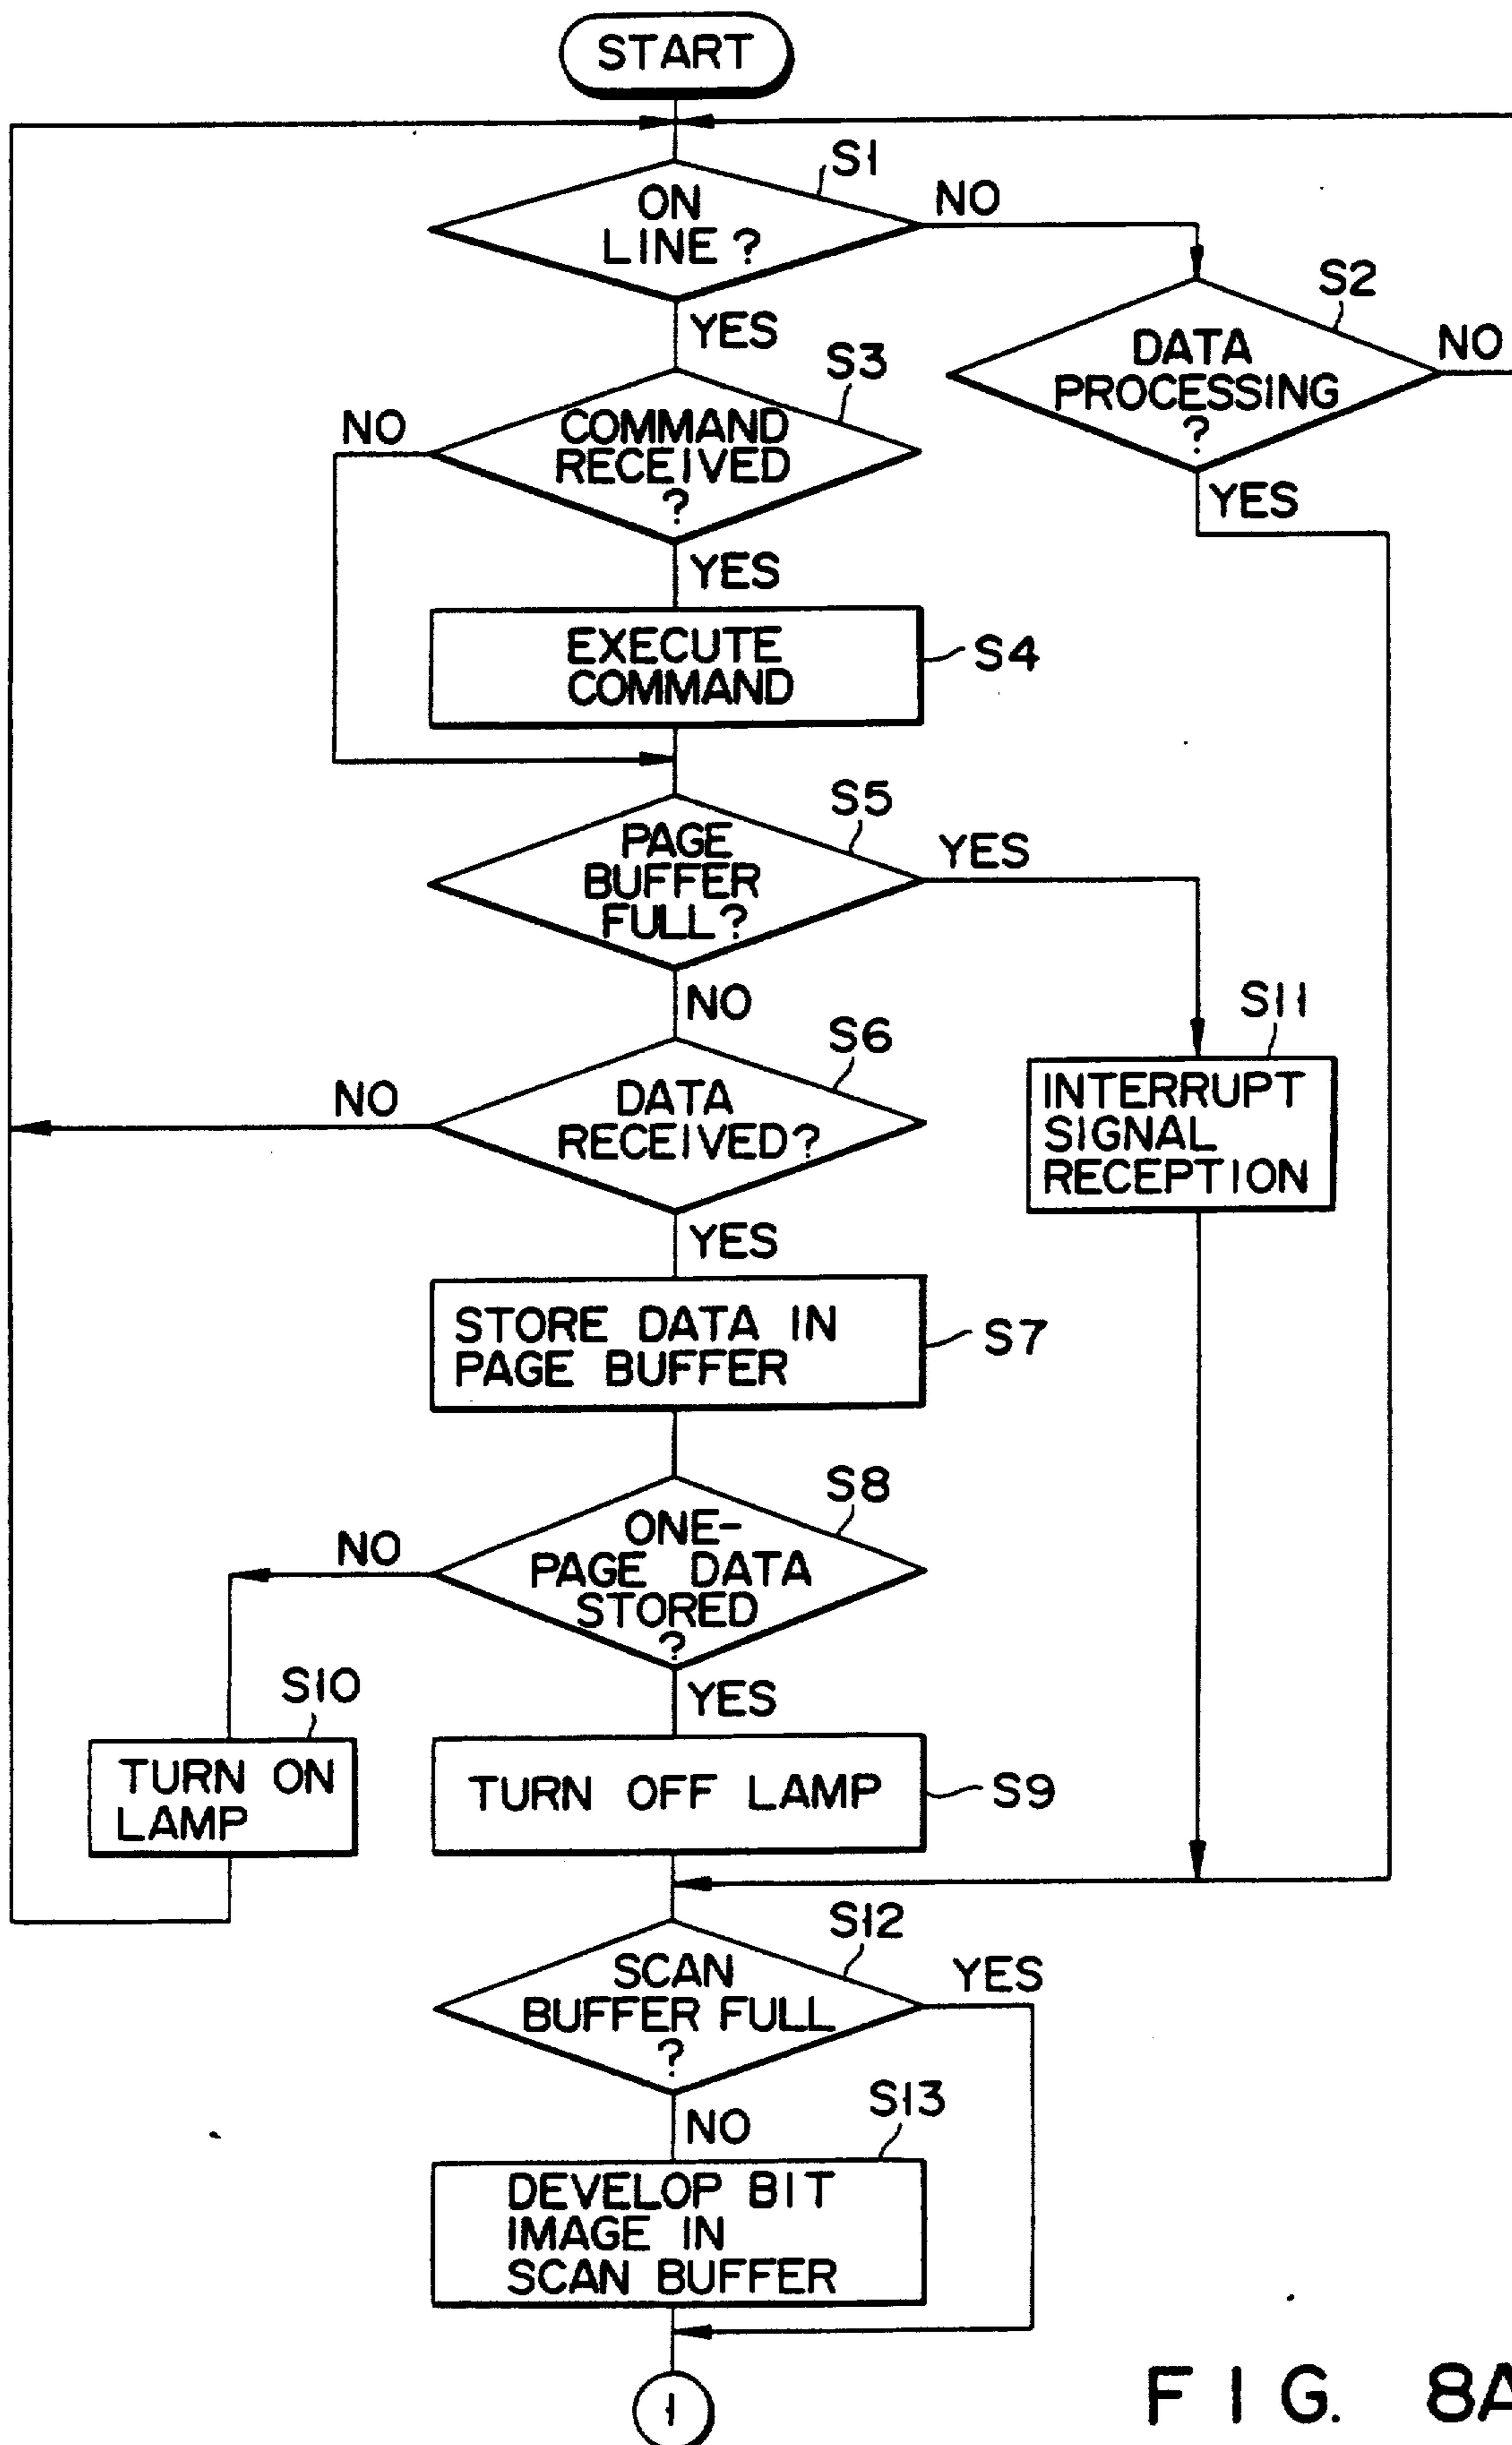 START
S1
ON
LINE ?
NO
YES
S2
DATA
PROCESSING
?
NO
YES
S3
COMMAND
RECEIVED
?
NO
YES
EXECUTE
COMMAND
S4
S5
PAGE
BUFFER
FULL?
YES
NO
S6
DATA
RECEIVED?
NO
YES
S11
INTERRUPT
SIGNAL
RECEPTION
STORE DATA IN
PAGE BUFFER
S7
S8
ONE-
PAGE DATA
STORED
?
NO
YES
S10
TURN ON
LAMP
TURN OFF LAMP
S9
S12
SCAN
BUFFER FULL
?
YES
NO
S13
DEVELOP BIT
IMAGE IN
SCAN BUFFER
1
FIG. 8A